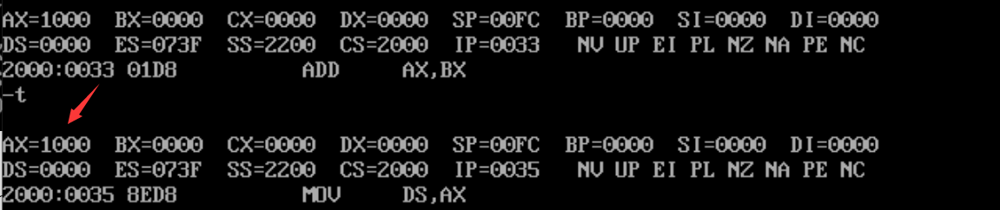 AX=1000  BX=0000  CX=0000  DX=0000  SP=00FC  BP=0000  SI=0000  DI=0000
DS=0000  ES=073F  SS=2200  CS=2000  IP=0033   NV UP EI PL NZ NA PE NC
2000:0033 01D8          ADD     AX,BX
-t
AX=1000  BX=0000  CX=0000  DX=0000  SP=00FC  BP=0000  SI=0000  DI=0000
DS=0000  ES=073F  SS=2200  CS=2000  IP=0035   NV UP EI PL NZ NA PE NC
2000:0035 8ED8          MOV     DS,AX